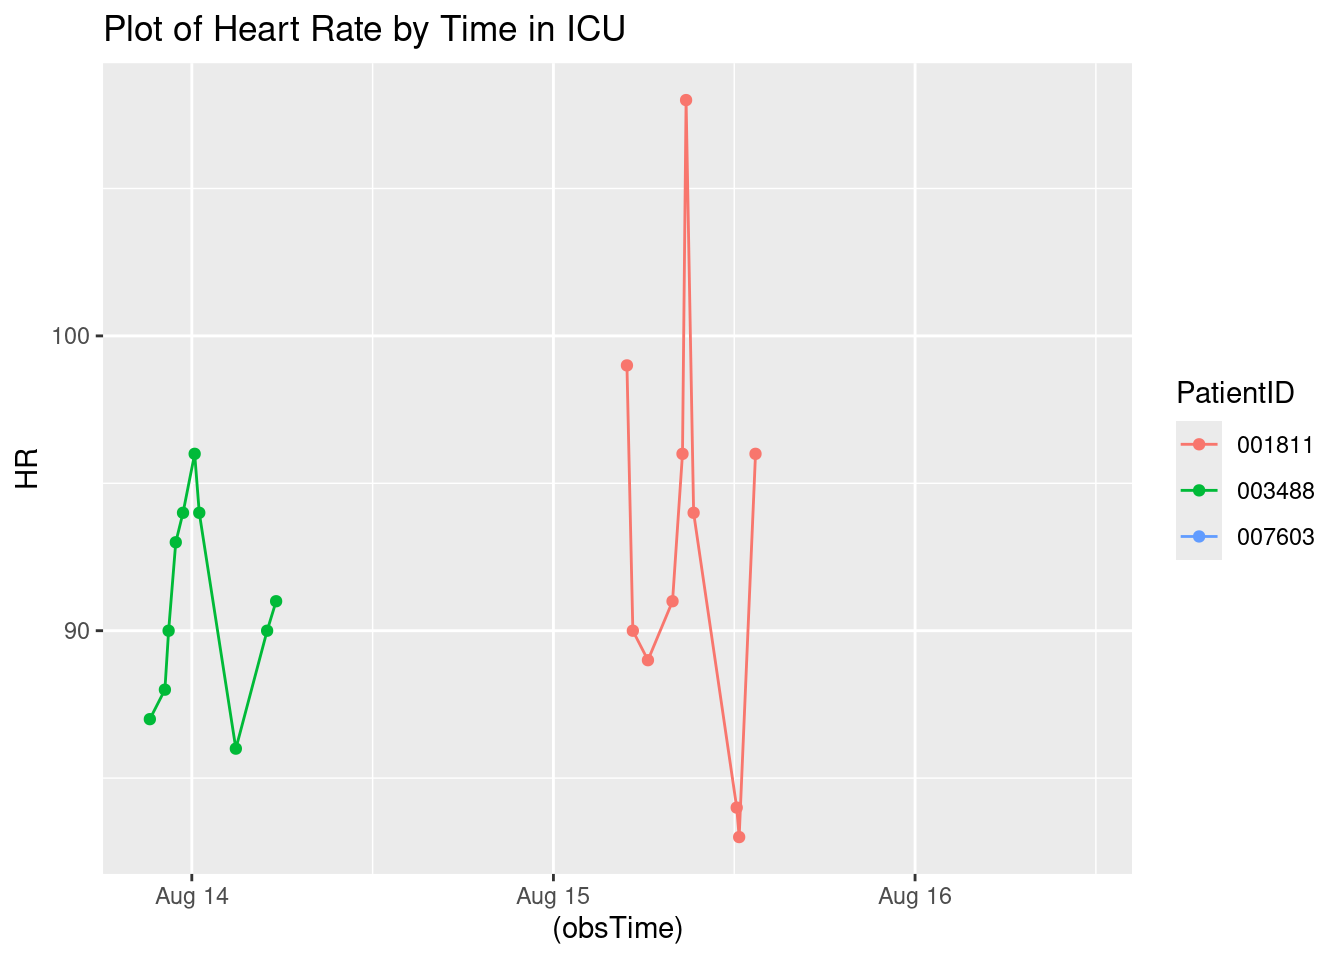 Plot of Heart Rate by Time in ICU
HR
100
90
Aug 14
Aug 15
Aug 16
(obsTime)
PatientID
001811
003488
007603